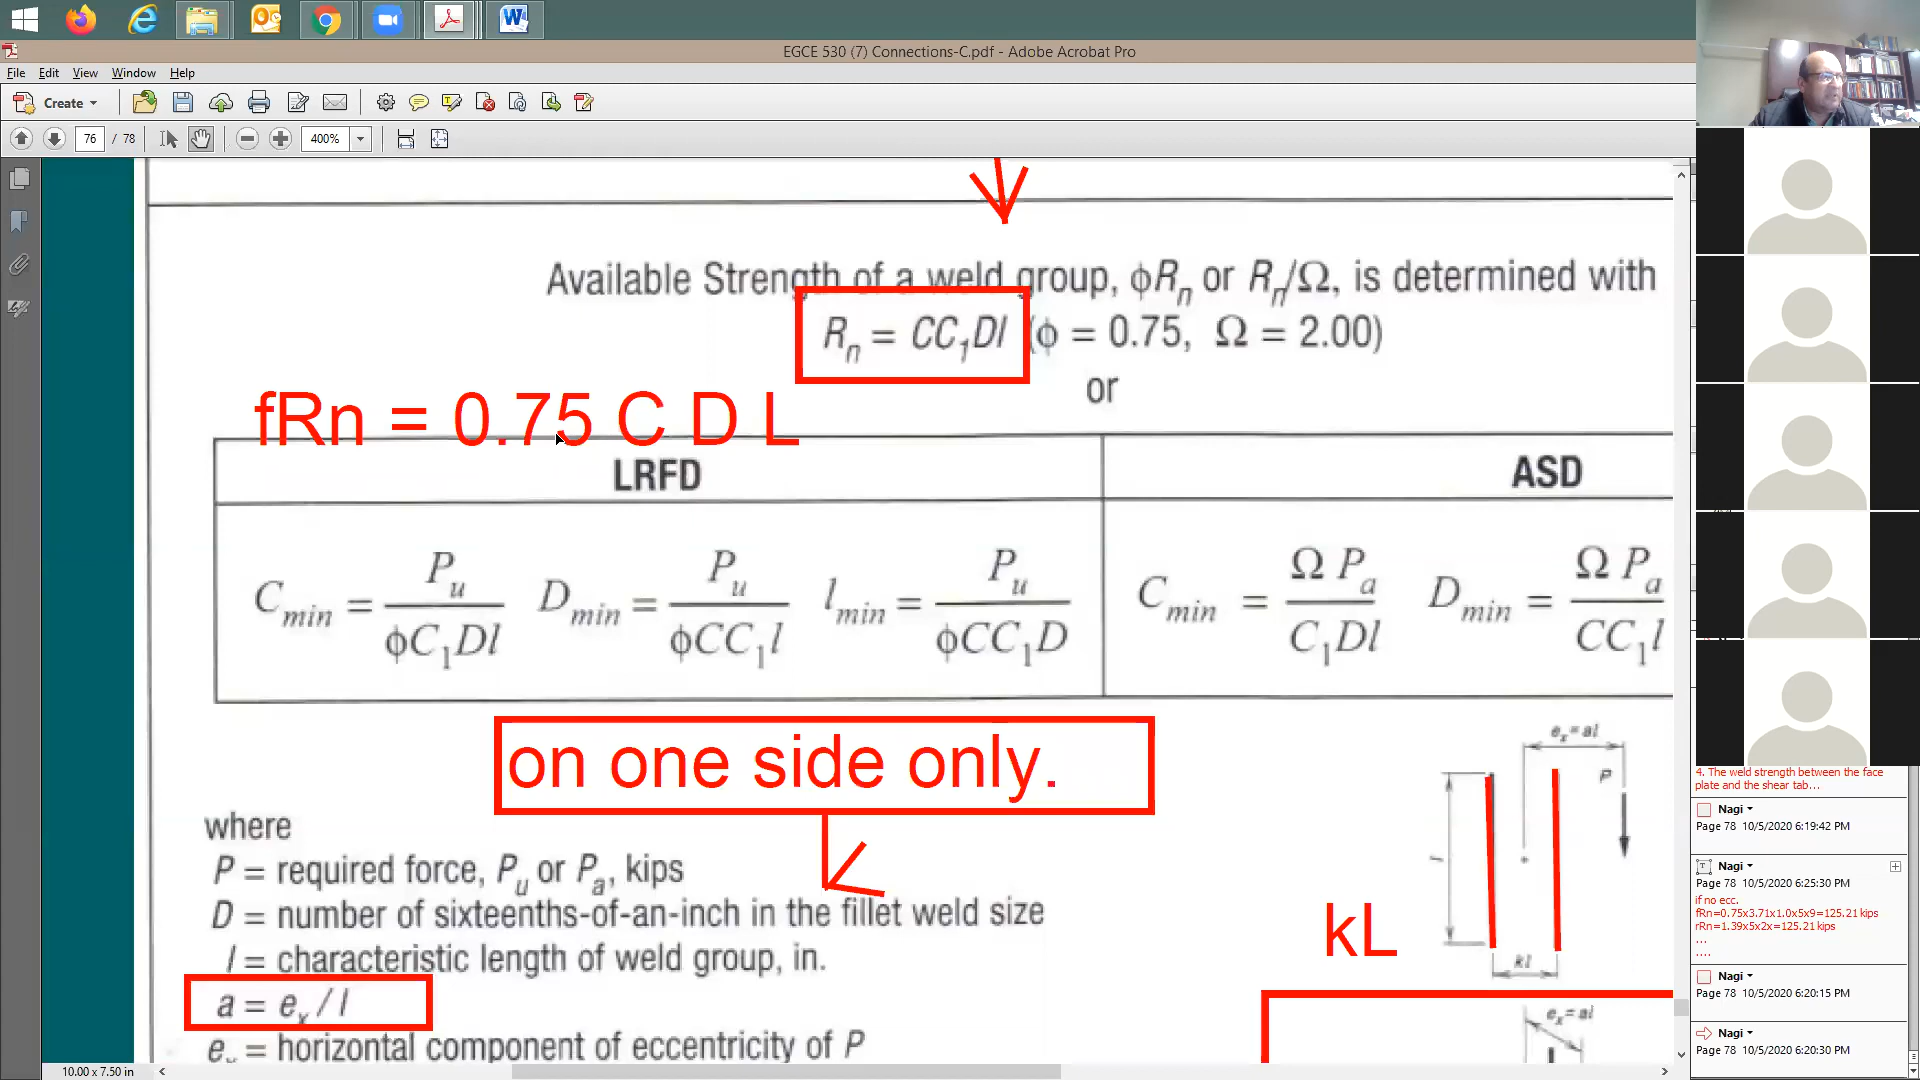 EGCE 530 (7) Connections-C.pdf - Adobe Acrobat Pro
File Edit View Window Help
Create
76 / 78 400%
Available Strength of a weld group, ϕRn or Rn/Ω, is determined with
Rn = CC1Dl (ϕ = 0.75, Ω = 2.00)
or
fRn = 0.75 C D L
LRFD ASD
Cmin = Pu / ϕC1Dl Dmin = Pu / ϕCC1l lmin = Pu / ϕCC1D Cmin = Ω Pa / C1Dl Dmin = Ω Pa / CC1l
on one side only.
where
P = required force, Pu or Pa, kips
D = number of sixteenths-of-an-inch in the fillet weld size
l = characteristic length of weld group, in.
a = ex / l
ex = horizontal component of eccentricity of P
ex = al
P
l
kL
kl
ex = al
4. The weld strength between the face
plate and the shear tab...
Nagi
Page 78 10/5/2020 6:19:42 PM
Nagi
Page 78 10/5/2020 6:25:30 PM
if no ecc.
fRn=0.75x3.71x1.0x5x9=125.21 kips
rRn=1.39x5x2x=125.21 kips
...
....
Nagi
Page 78 10/5/2020 6:20:15 PM
Nagi
Page 78 10/5/2020 6:20:30 PM
10.00 x 7.50 in